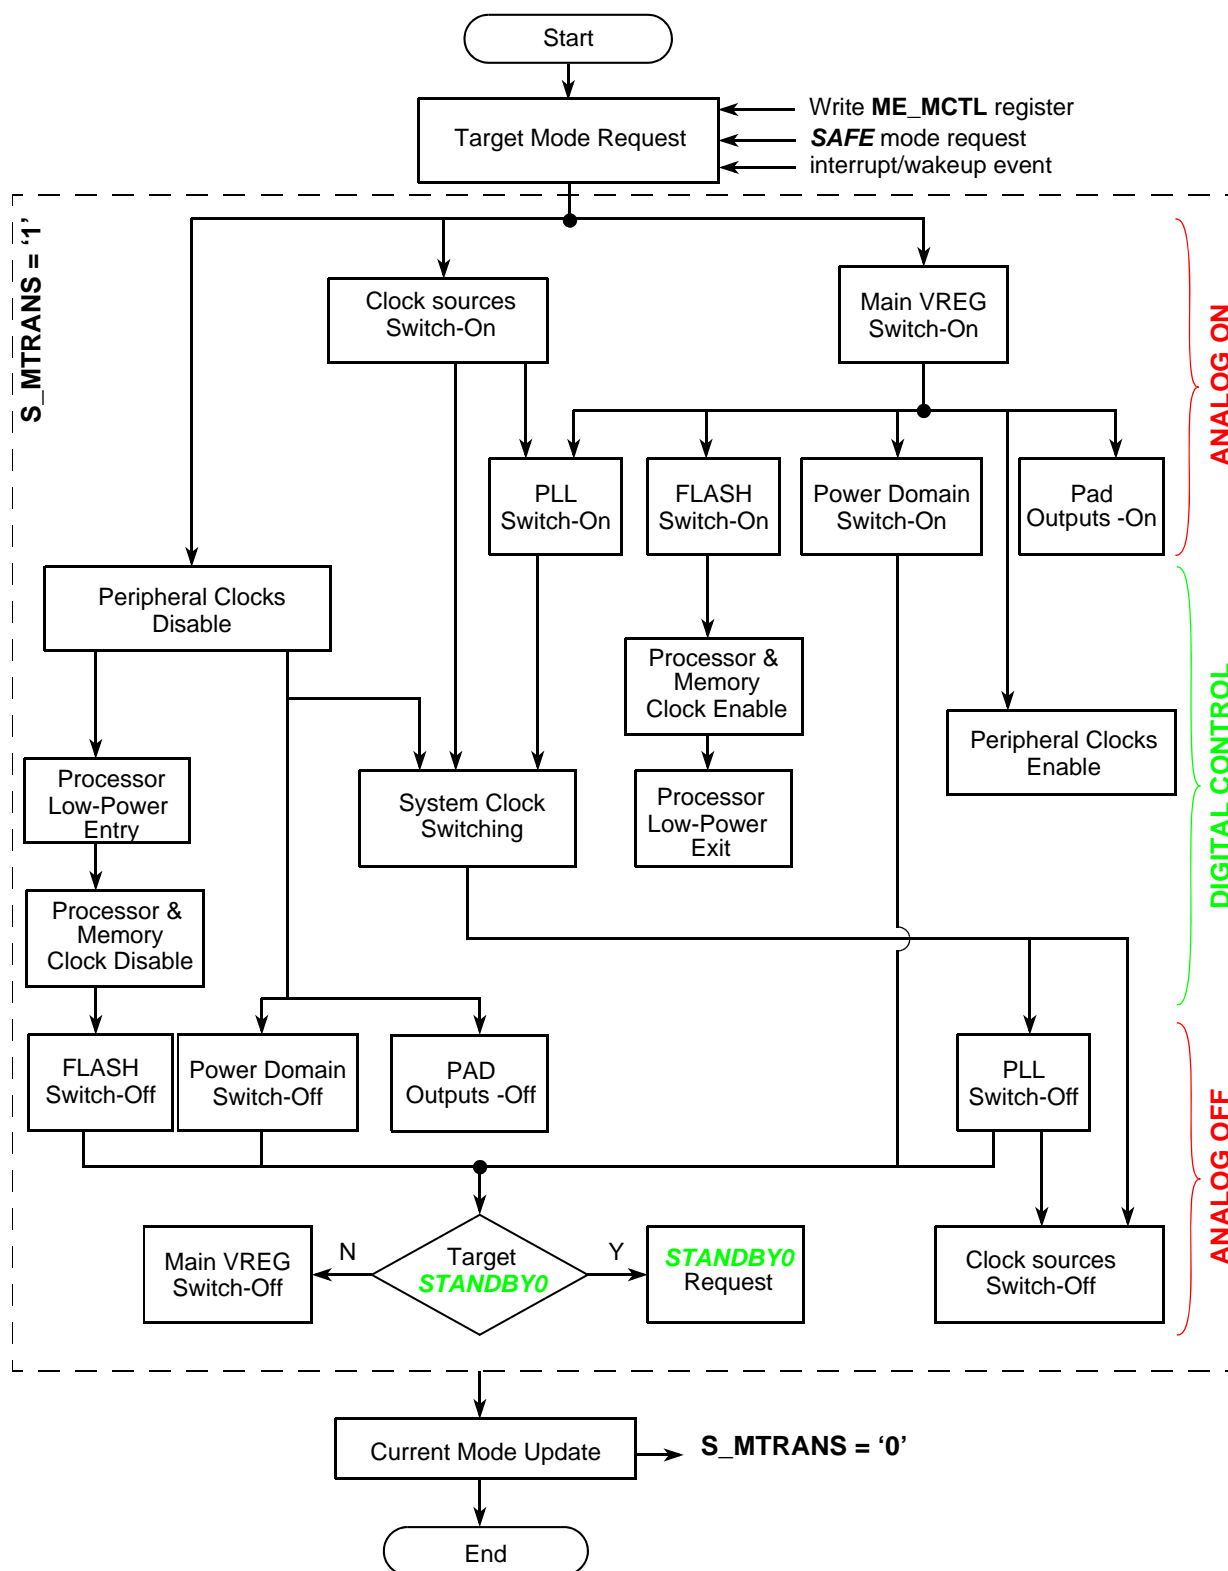 Start
Target Mode Request
Write ME_MCTL register
SAFE mode request
interrupt/wakeup event
S_MTRANS = ‘1’
Clock sources
Switch-On
Main VREG
Switch-On
ANALOG ON
PLL
Switch-On
FLASH
Switch-On
Power Domain
Switch-On
Pad
Outputs -On
Peripheral Clocks
Disable
Processor &
Memory
Clock Enable
Peripheral Clocks
Enable
DIGITAL CONTROL
Processor
Low-Power
Entry
System Clock
Switching
Processor
Low-Power
Exit
Processor &
Memory
Clock Disable
FLASH
Switch-Off
Power Domain
Switch-Off
PAD
Outputs -Off
PLL
Switch-Off
ANALOG OFF
Main VREG
Switch-Off
N
Target
STANDBY0
Y
STANDBY0
Request
Clock sources
Switch-Off
Current Mode Update
S_MTRANS = ‘0’
End